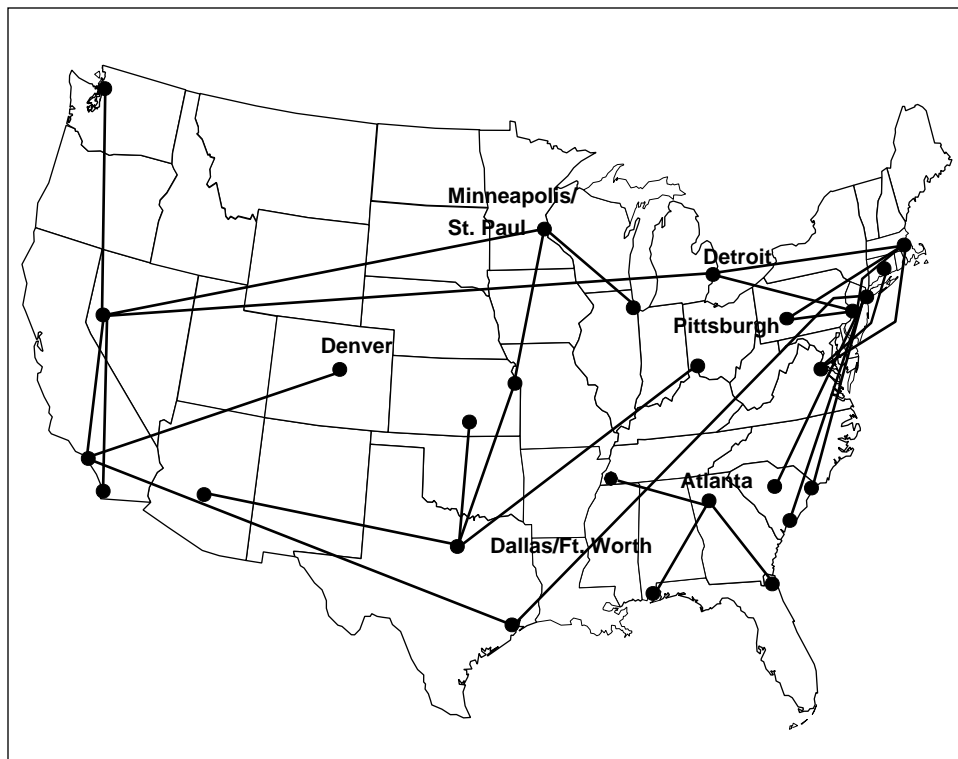 Minneapolis/
St. Paul
Detroit
Pittsburgh
Denver
Atlanta
Dallas/Ft. Worth